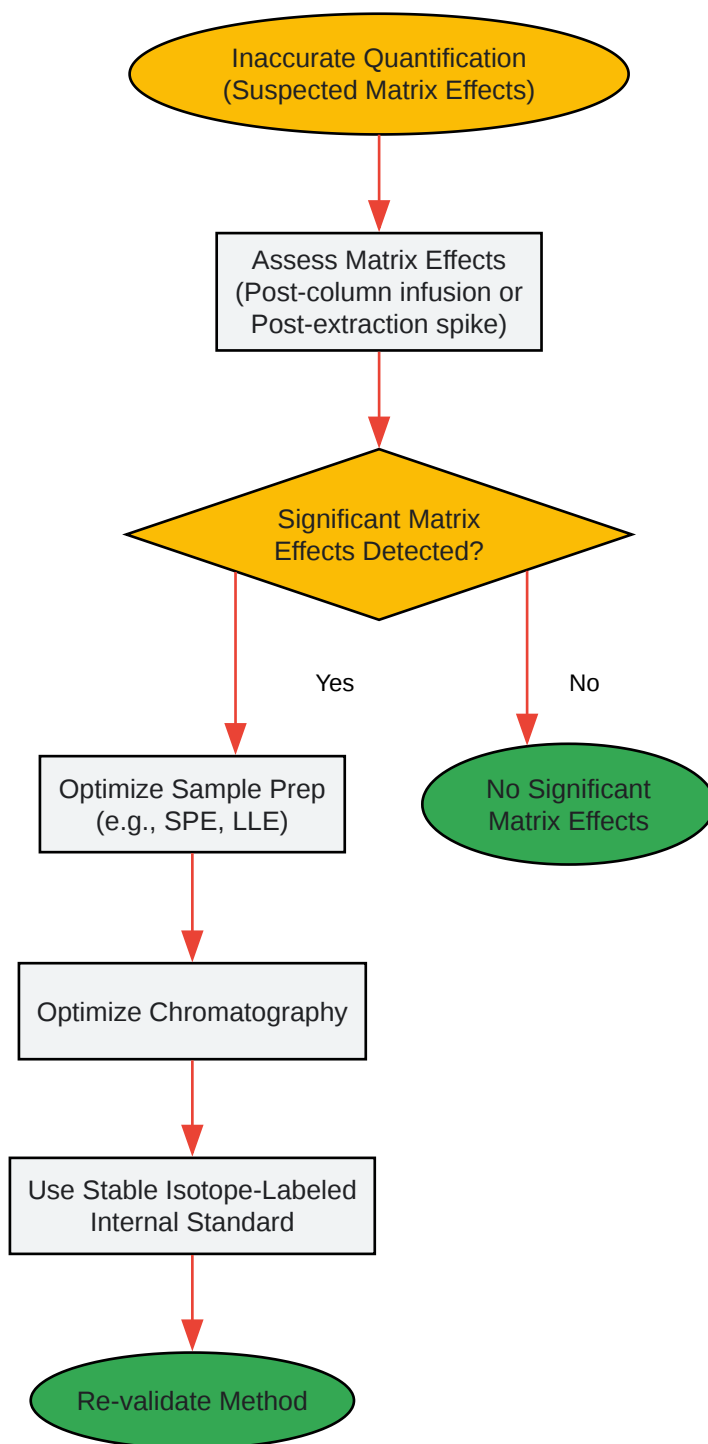 Inaccurate Quantification
(Suspected Matrix Effects)
Assess Matrix Effects
(Post-column infusion or
Post-extraction spike)
Significant Matrix
Effects Detected?
Yes
No
Optimize Sample Prep
(e.g., SPE, LLE)
No Significant
Matrix Effects
Optimize Chromatography
Use Stable Isotope-Labeled
Internal Standard
Re-validate Method